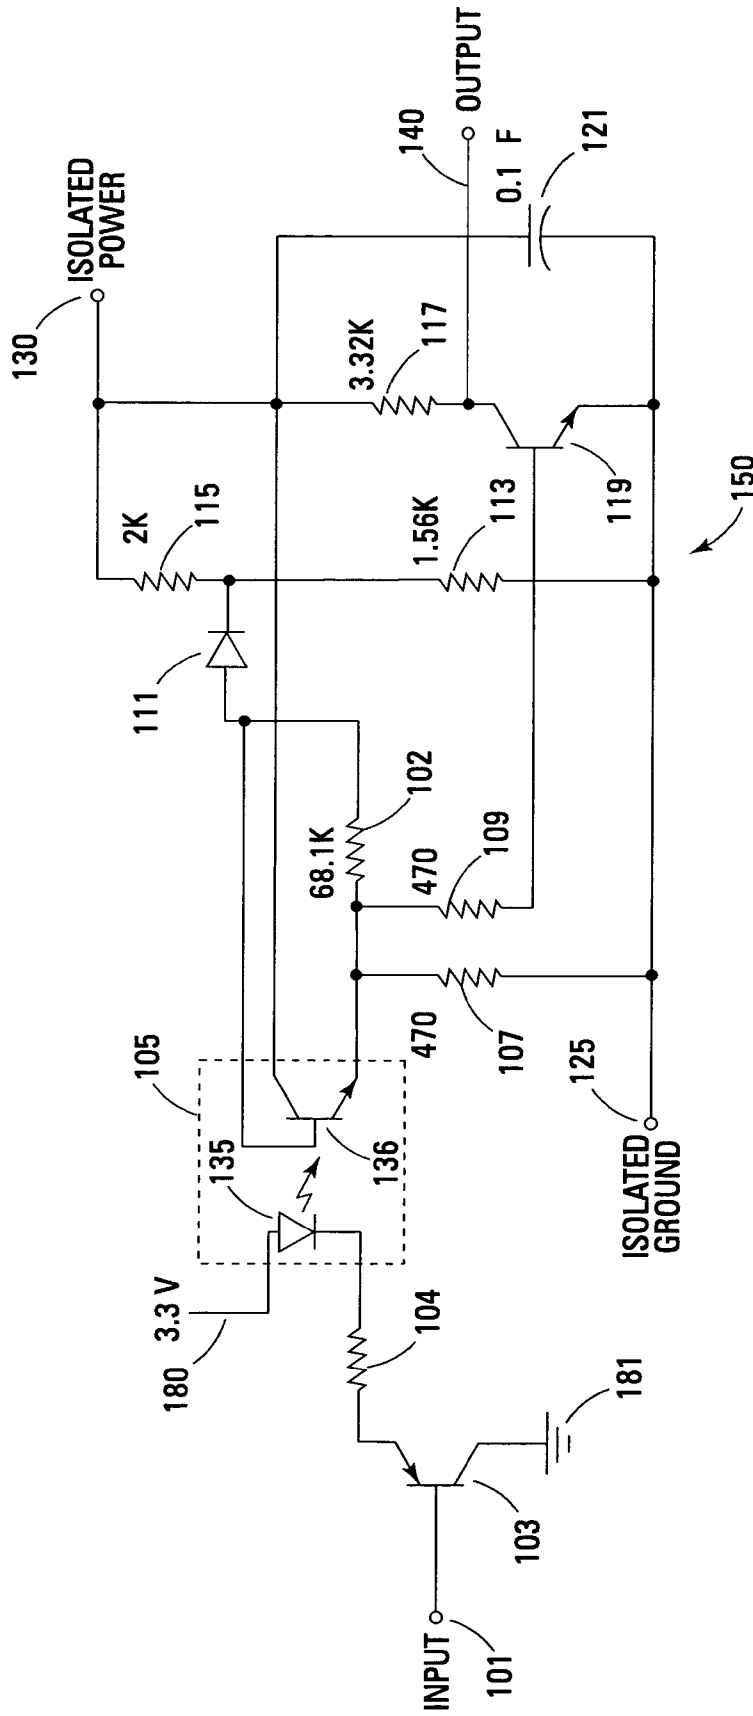 130
ISOLATED
POWER
2K
115
111
3.32K
117
140
OUTPUT
0.1 F
121
1.56K
113
119
150
105
135
136
68.1K
102
470
109
470
107
3.3 V
180
104
125
ISOLATED
GROUND
INPUT
101
103
181